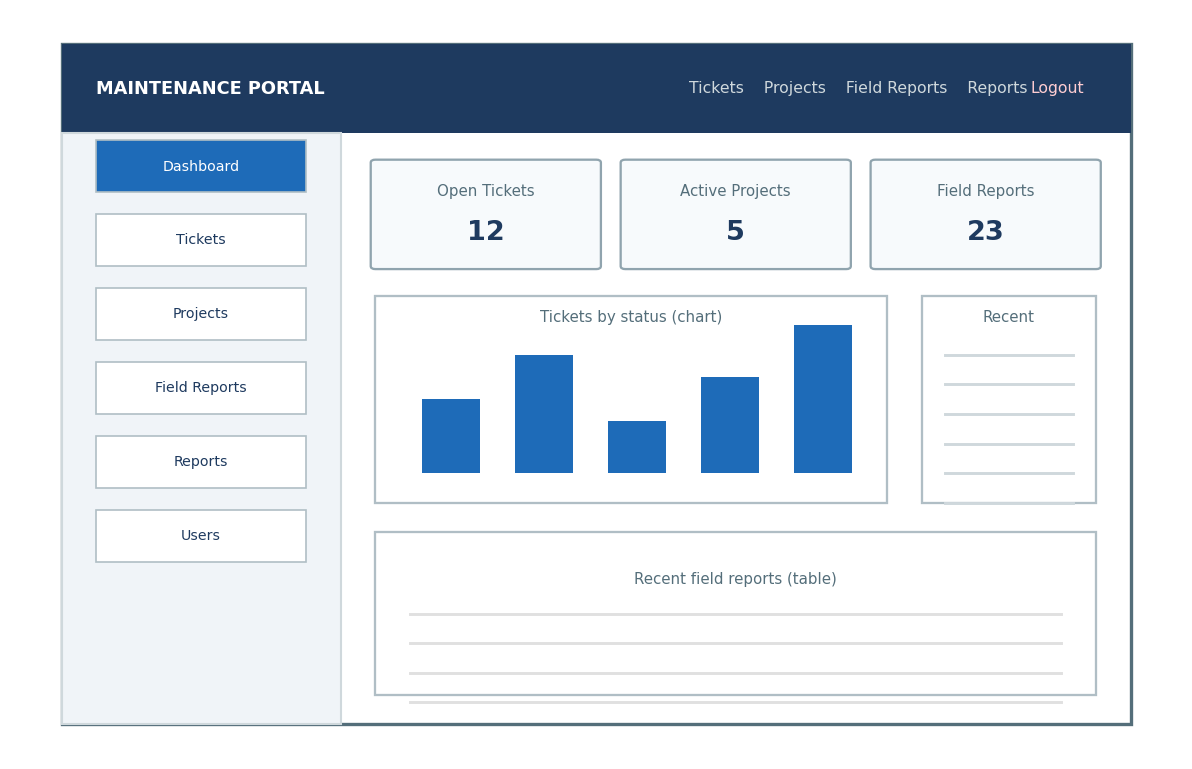 MAINTENANCE PORTAL
Tickets Projects Field Reports Reports Logout
Dashboard
Tickets
Projects
Field Reports
Reports
Users
Open Tickets
12
Active Projects
5
Field Reports
23
Tickets by status (chart)
Recent
Recent field reports (table)